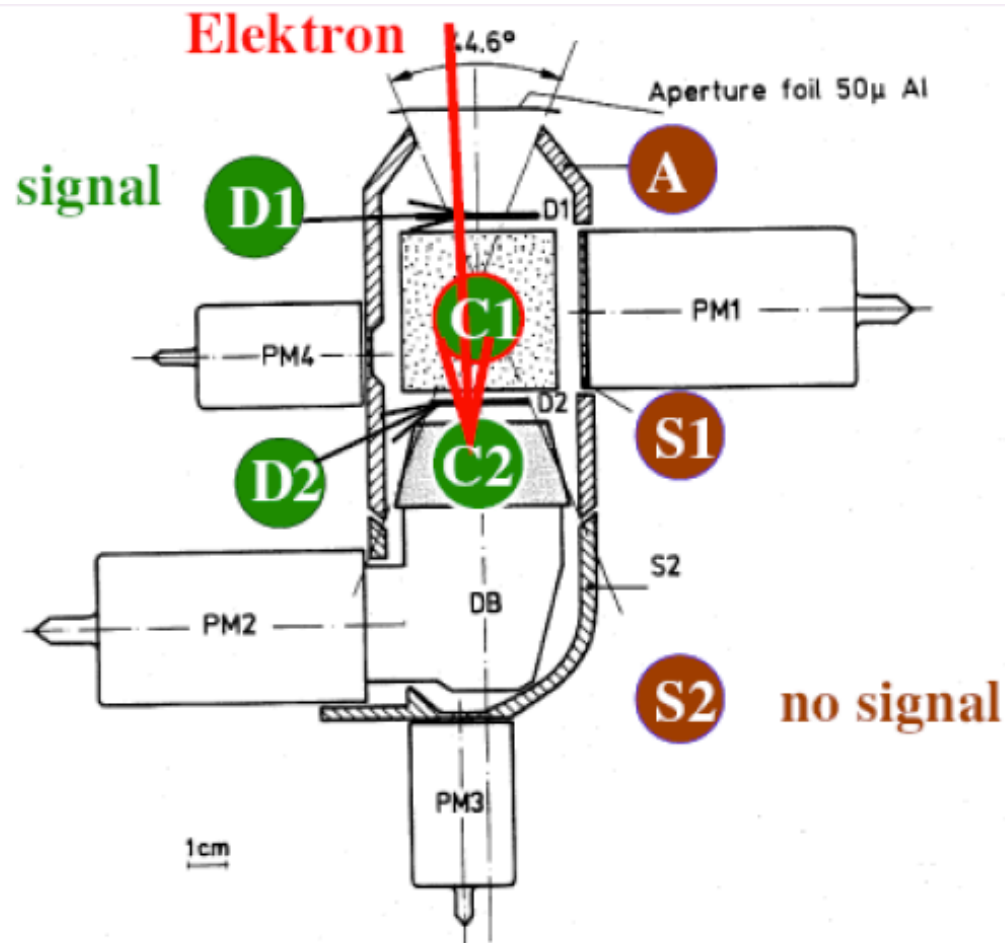 Elektron
44.6°
Aperture foil 50µ Al
signal
D1
A
D1
C1
PM1
PM4
D2
S1
C2
D2
S2
PM2
DB
S2
no signal
PM3
1cm